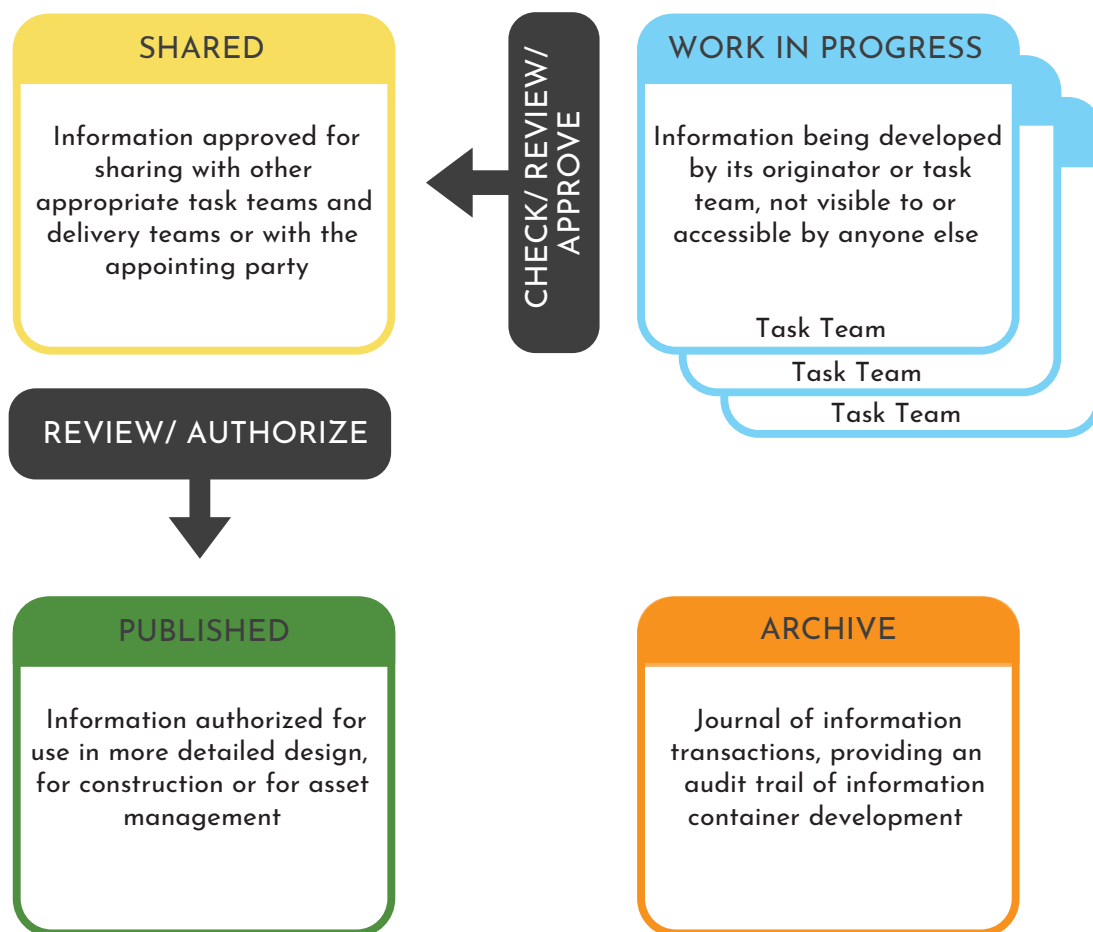 SHARED
Information approved for
sharing with other
appropriate task teams and
delivery teams or with the
appointing party
CHECK/ REVIEW/
APPROVE
WORK IN PROGRESS
Information being developed
by its originator or task
team, not visible to or
accessible by anyone else
Task Team
Task Team
Task Team
REVIEW/ AUTHORIZE
PUBLISHED
Information authorized for
use in more detailed design,
for construction or for asset
management
ARCHIVE
Journal of information
transactions, providing an
audit trail of information
container development